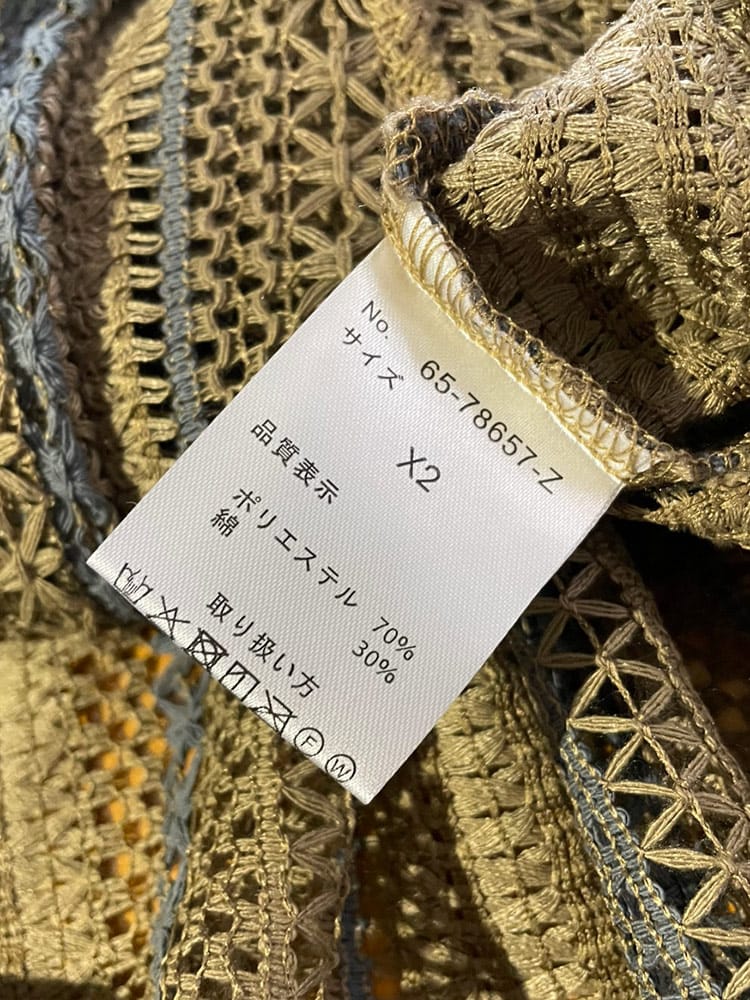 No. 65-78657-Z
サイズ X2
品質表示
ポリエステル 70%
綿 30%
取り扱い方
F W